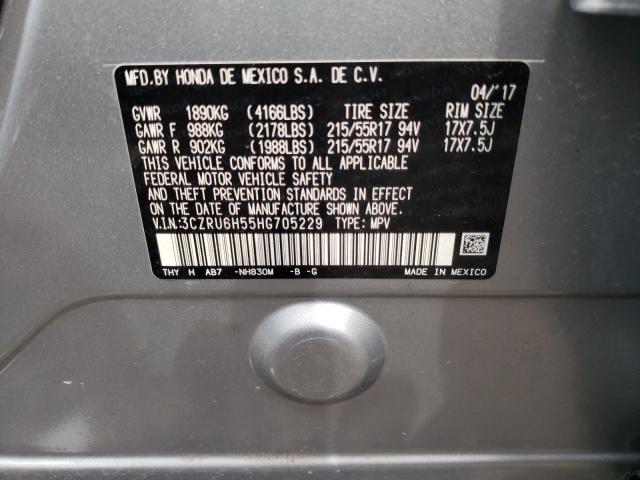 MFD.BY HONDA DE MEXICO S.A. DE C.V.
04/'17
GVWR 1890KG (4166LBS) TIRE SIZE RIM SIZE
GAWR F 988KG (2178LBS) 215/55R17 94V 17X7.5J
GAWR R 902KG (1988LBS) 215/55R17 94V 17X7.5J
THIS VEHICLE CONFORMS TO ALL APPLICABLE
FEDERAL MOTOR VEHICLE SAFETY
AND THEFT PREVENTION STANDARDS IN EFFECT
ON THE DATE OF MANUFACTURE SHOWN ABOVE.
V.I.N:3CZRU6H55HG705229 TYPE: MPV
THY H AB7 -NH830M -B -G MADE IN MEXICO